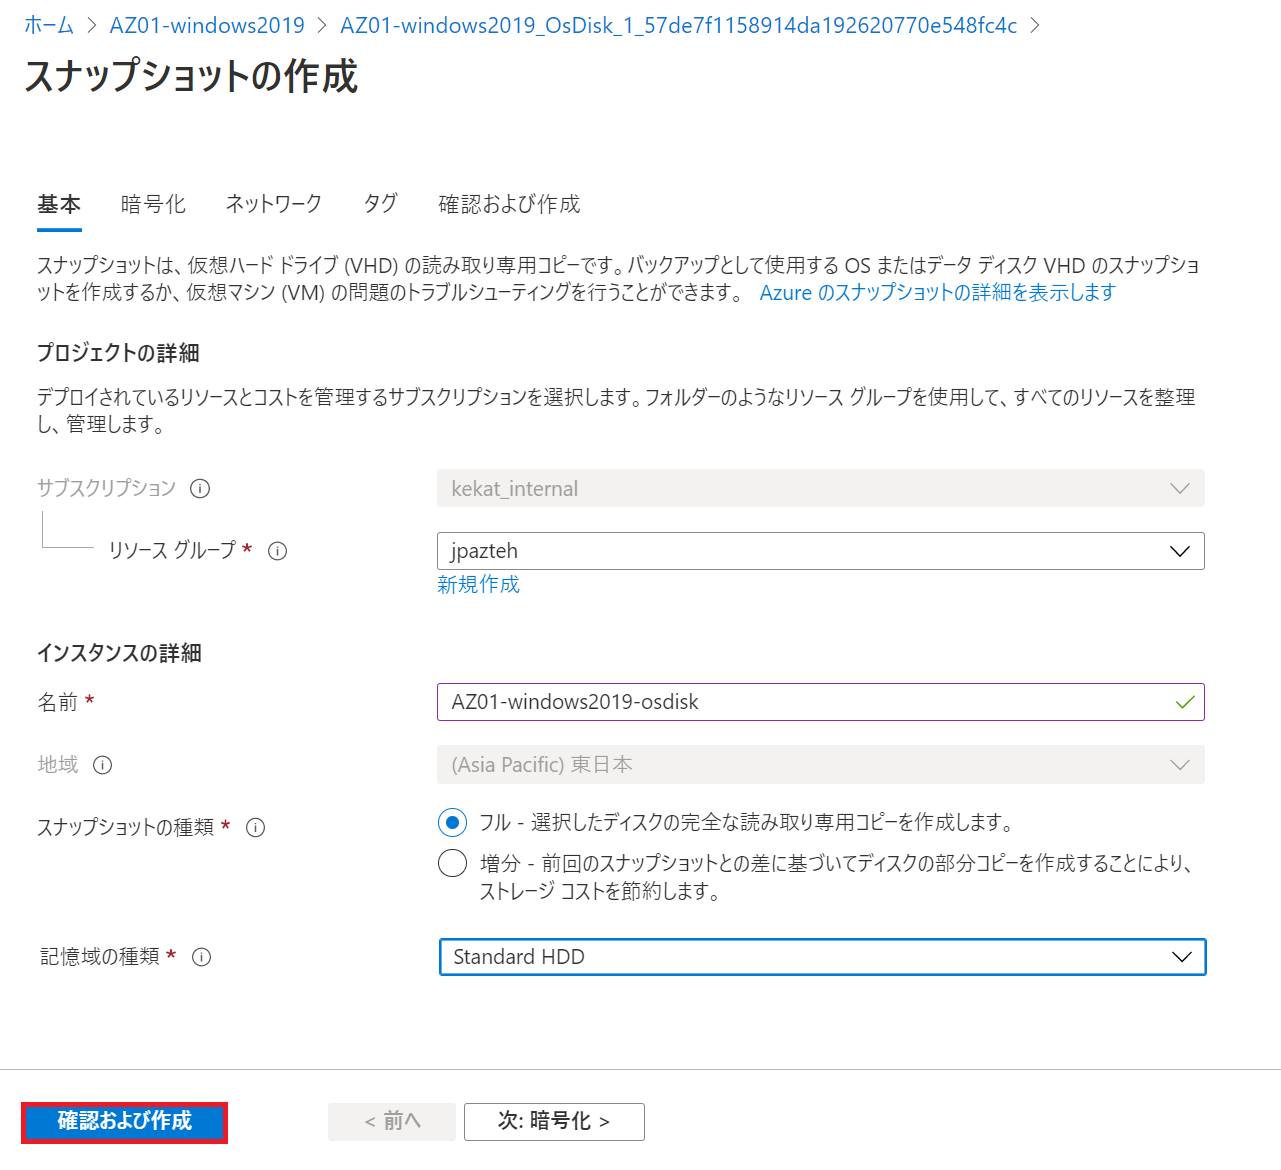 ホーム > AZ01-windows2019 > AZ01-windows2019_OsDisk_1_57de7f1158914da192620770e548fc4c >
スナップショットの作成
基本 暗号化 ネットワーク タグ 確認および作成
スナップショットは、仮想ハード ドライブ (VHD) の読み取り専用コピーです。バックアップとして使用する OS またはデータ ディスク VHD のスナップショ
ットを作成するか、仮想マシン (VM) の問題のトラブルシューティングを行うことができます。 Azure のスナップショットの詳細を表示します
プロジェクトの詳細
デプロイされているリソースとコストを管理するサブスクリプションを選択します。フォルダーのようなリソース グループを使用して、すべてのリソースを整理
し、管理します。
サブスクリプション kekat_internal
リソース グループ * jpazteh
新規作成
インスタンスの詳細
名前 * AZ01-windows2019-osdisk
地域 (Asia Pacific) 東日本
スナップショットの種類 * フル - 選択したディスクの完全な読み取り専用コピーを作成します。
増分 - 前回のスナップショットとの差に基づいてディスクの部分コピーを作成することにより、
ストレージ コストを節約します。
記憶域の種類 * Standard HDD
確認および作成 < 前へ 次: 暗号化 >